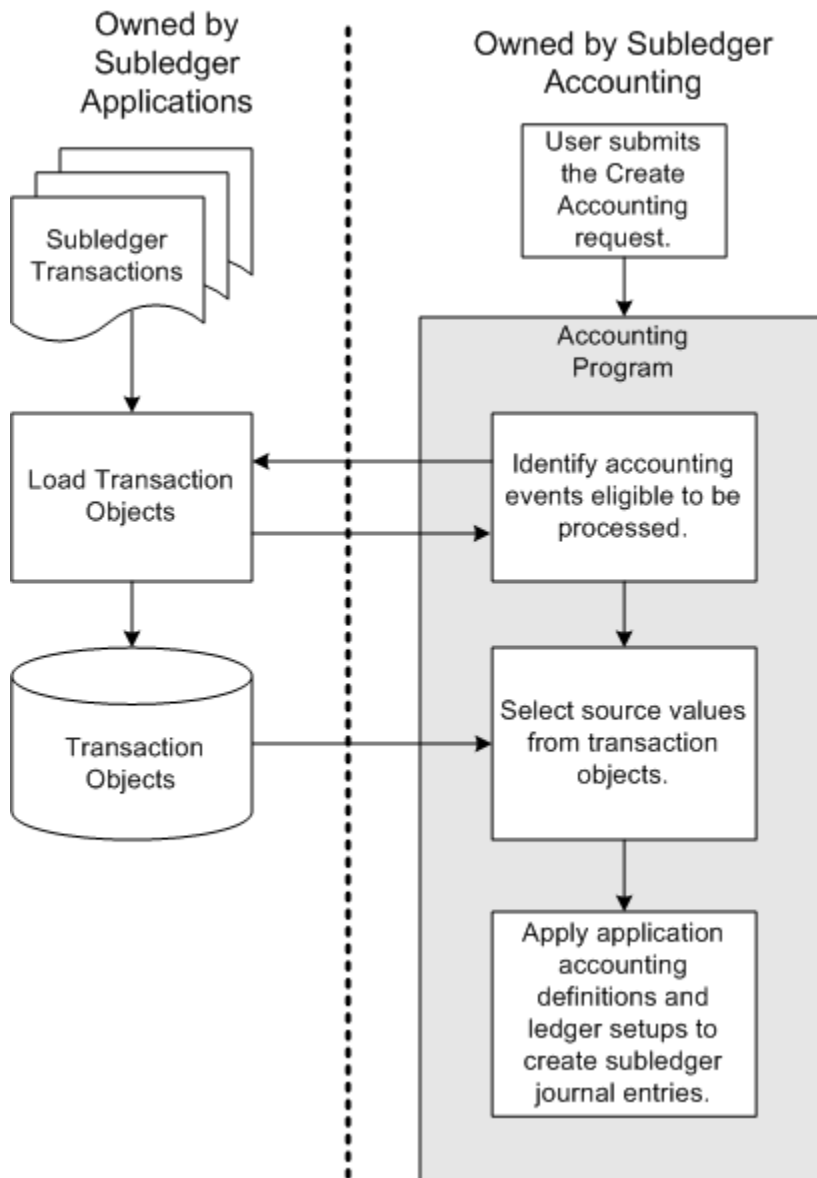 Owned by
Subledger
Applications
Owned by Subledger
Accounting
User submits
the Create
Accounting
request.
Subledger
Transactions
Accounting
Program
Load Transaction
Objects
Identify accounting
events eligible to be
processed.
Transaction
Objects
Select source values
from transaction
objects.
Apply application
accounting
definitions and
ledger setups to
create subledger
journal entries.